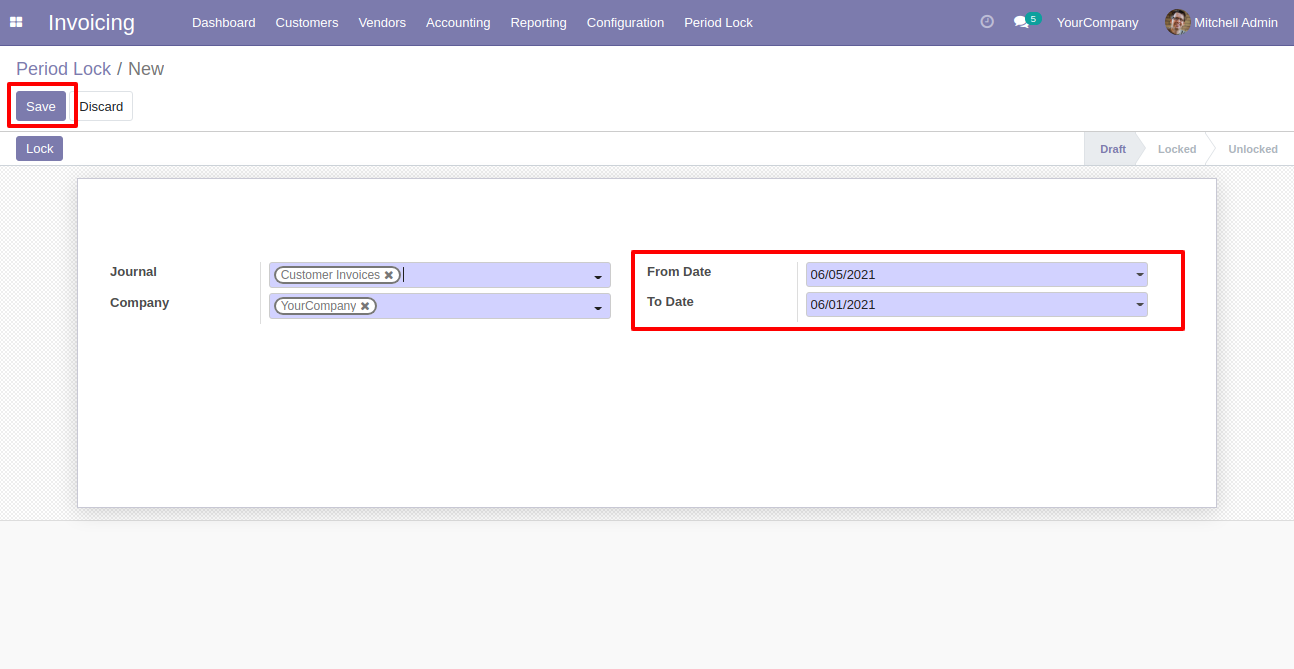 Invoicing Dashboard Customers Vendors Accounting Reporting Configuration Period Lock 5 YourCompany Mitchell Admin
Period Lock / New
Save Discard
Lock Draft Locked Unlocked
Journal Customer Invoices From Date 06/05/2021
Company YourCompany To Date 06/01/2021